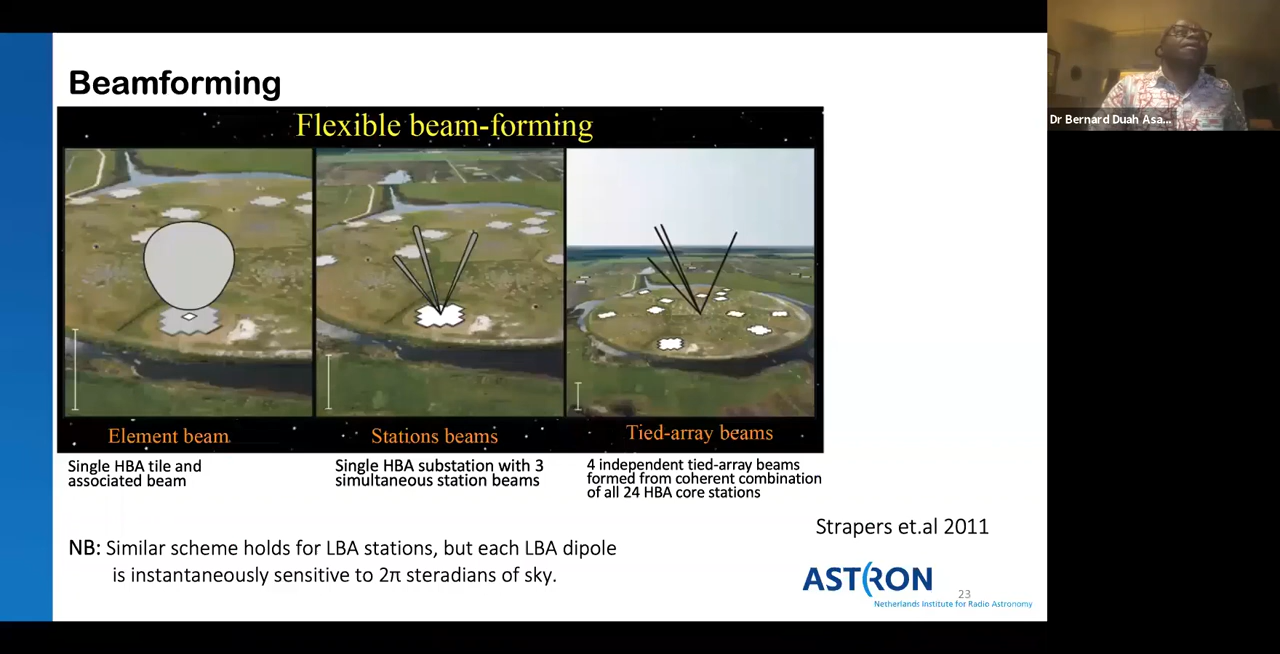 Beamforming
Flexible beam-forming
Element beam
Stations beams
Tied-array beams
Single HBA tile and
associated beam
Single HBA substation with 3
simultaneous station beams
4 independent tied-array beams
formed from coherent combination
of all 24 HBA core stations
Strapers et.al 2011
NB: Similar scheme holds for LBA stations, but each LBA dipole
is instantaneously sensitive to 2π steradians of sky.
ASTRON
23
Netherlands Institute for Radio Astronomy
Dr Bernard Duah Asa...